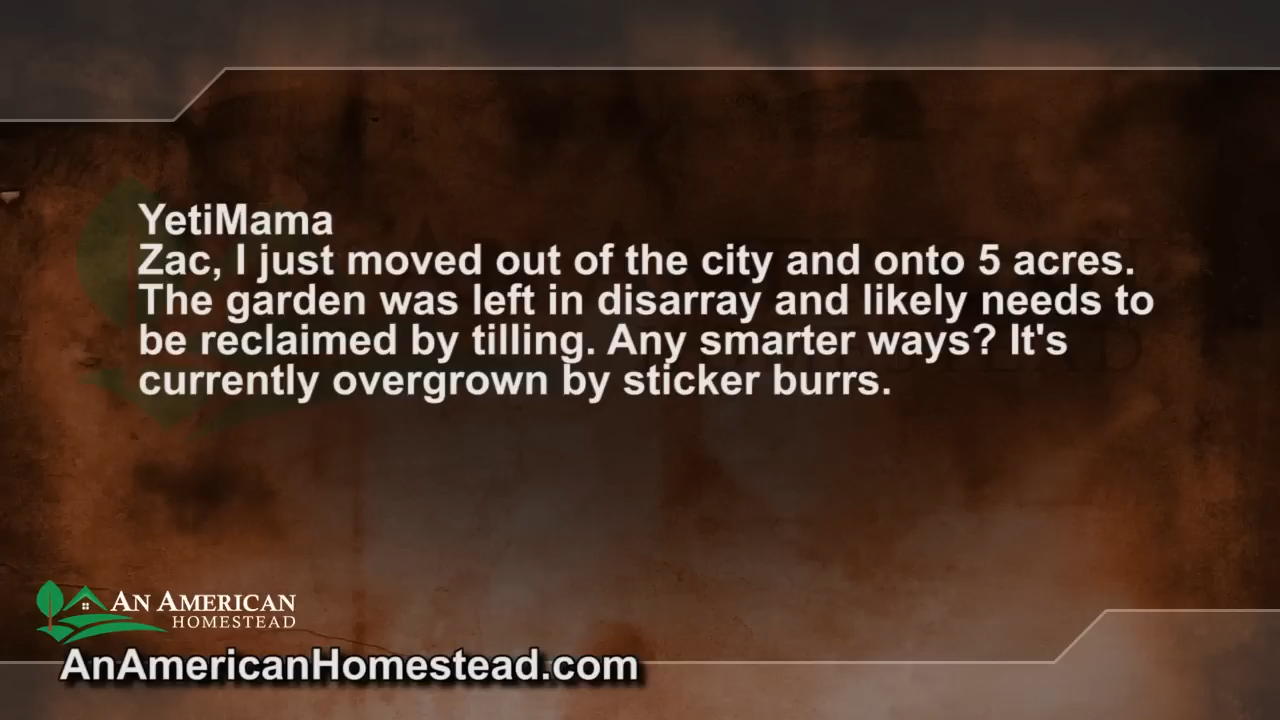 YetiMama
Zac, I just moved out of the city and onto 5 acres.
The garden was left in disarray and likely needs to
be reclaimed by tilling. Any smarter ways? It's
currently overgrown by sticker burrs.
AN AMERICAN
HOMESTEAD
AnAmericanHomestead.com